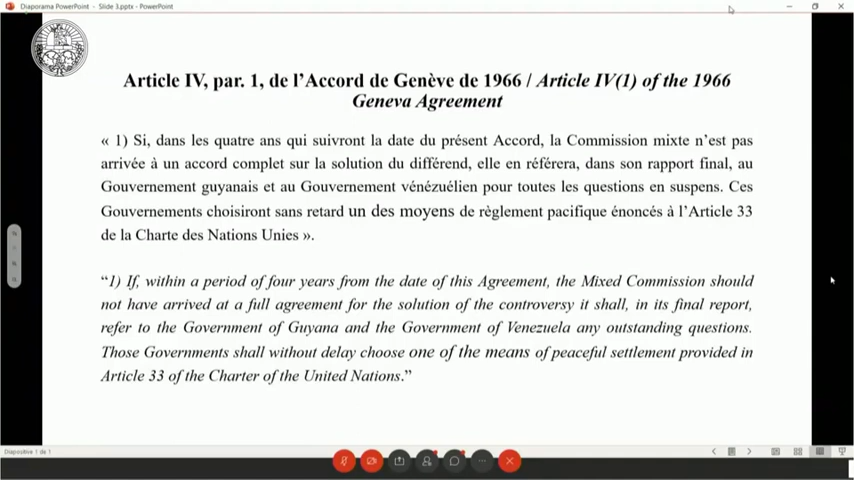 Diaporama PowerPoint - Slide 3.pptx - PowerPoint
Article IV, par. 1, de l’Accord de Genève de 1966 / Article IV(1) of the 1966
Geneva Agreement
« 1) Si, dans les quatre ans qui suivront la date du présent Accord, la Commission mixte n’est pas
arrivée à un accord complet sur la solution du différend, elle en référera, dans son rapport final, au
Gouvernement guyanais et au Gouvernement vénézuélien pour toutes les questions en suspens. Ces
Gouvernements choisiront sans retard un des moyens de règlement pacifique énoncés à l’Article 33
de la Charte des Nations Unies ».
“1) If, within a period of four years from the date of this Agreement, the Mixed Commission should
not have arrived at a full agreement for the solution of the controversy it shall, in its final report,
refer to the Government of Guyana and the Government of Venezuela any outstanding questions.
Those Governments shall without delay choose one of the means of peaceful settlement provided in
Article 33 of the Charter of the United Nations.”
Diapositive 1 de 1